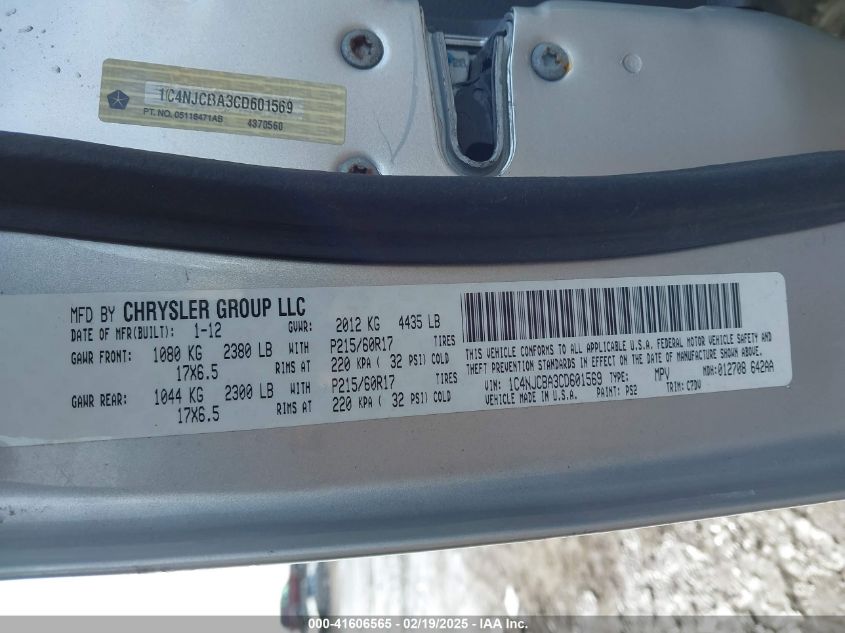 1C4NJCBA3CD601569
PT. NO. 05116471AB 4370560
MFD BY CHRYSLER GROUP LLC
DATE OF MFR(BUILT): 1-12 GVWR: 2012 KG 4435 LB
GAWR FRONT: 1080 KG 2380 LB WITH P215/60R17 TIRES
17X6.5 RIMS AT 220 KPA ( 32 PSI) COLD
GAWR REAR: 1044 KG 2300 LB WITH P215/60R17 TIRES
17X6.5 RIMS AT 220 KPA ( 32 PSI) COLD
THIS VEHICLE CONFORMS TO ALL APPLICABLE U.S.A. FEDERAL MOTOR VEHICLE SAFETY AND
THEFT PREVENTION STANDARDS IN EFFECT ON THE DATE OF MANUFACTURE SHOWN ABOVE.
VIN: 1C4NJCBA3CD601569 TYPE: MPV MDH: 012708 642AA
VEHICLE MADE IN U.S.A. PAINT: PS2 TRIM: C7DV
000-41606565 - 02/19/2025 - IAA Inc.